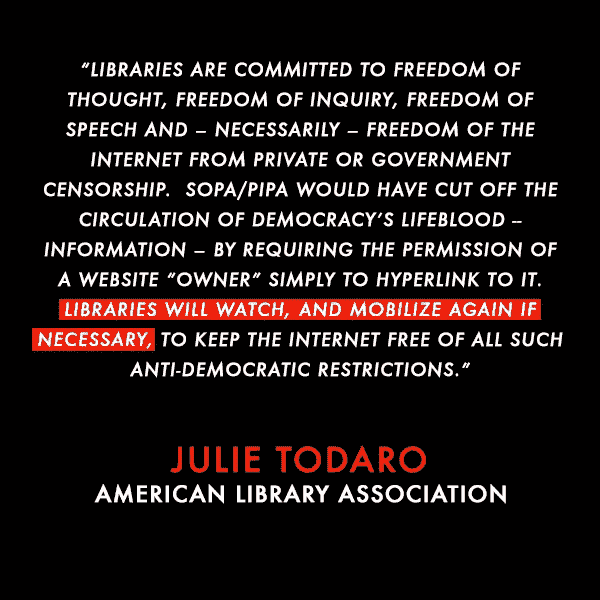 “LIBRARIES ARE COMMITTED TO FREEDOM OF
THOUGHT, FREEDOM OF INQUIRY, FREEDOM OF
SPEECH AND – NECESSARILY – FREEDOM OF THE
INTERNET FROM PRIVATE OR GOVERNMENT
CENSORSHIP.  SOPA/PIPA WOULD HAVE CUT OFF THE
CIRCULATION OF DEMOCRACY’S LIFEBLOOD –
INFORMATION – BY REQUIRING THE PERMISSION OF
A WEBSITE “OWNER” SIMPLY TO HYPERLINK TO IT.
LIBRARIES WILL WATCH, AND MOBILIZE AGAIN IF
NECESSARY, TO KEEP THE INTERNET FREE OF ALL SUCH
ANTI-DEMOCRATIC RESTRICTIONS.”
JULIE TODARO
AMERICAN LIBRARY ASSOCIATION